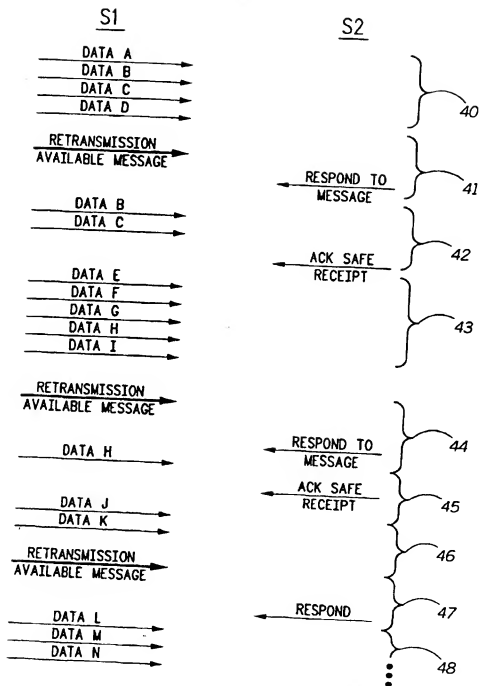 S1 S2
DATA A
DATA B
DATA C
DATA D
40
RETRANSMISSION
AVAILABLE MESSAGE
RESPOND TO
MESSAGE
41
DATA B
DATA C
42
ACK SAFE
RECEIPT
DATA E
DATA F
DATA G
DATA H
DATA I
43
RETRANSMISSION
AVAILABLE MESSAGE
DATA H
RESPOND TO
MESSAGE
44
ACK SAFE
RECEIPT
45
DATA J
DATA K
46
RETRANSMISSION
AVAILABLE MESSAGE
RESPOND
47
DATA L
DATA M
DATA N
48